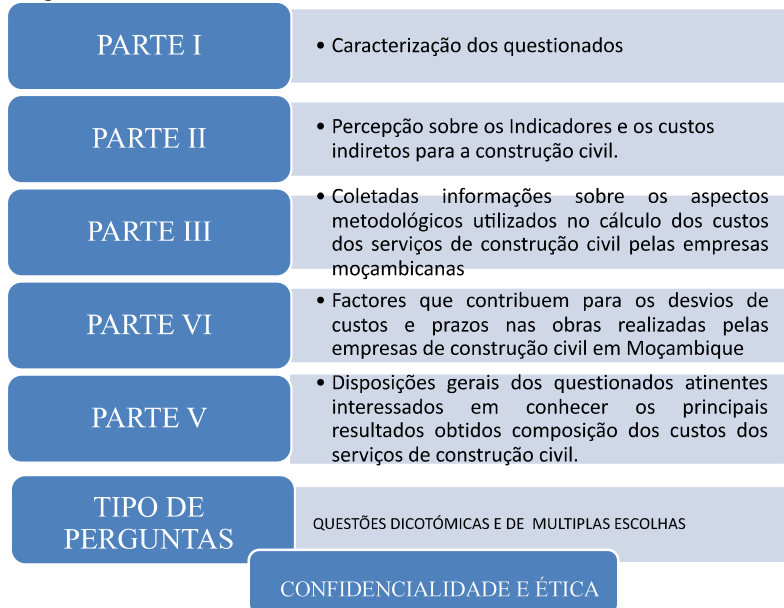 PARTE I
• Caracterização dos questionados
PARTE II
• Percepção sobre os Indicadores e os custos
indiretos para a construção civil.
PARTE III
• Coletadas informações sobre os aspectos
metodológicos utilizados no cálculo dos custos
dos serviços de construção civil pelas empresas
moçambicanas
PARTE VI
• Factores que contribuem para os desvios de
custos e prazos nas obras realizadas pelas
empresas de construção civil em Moçambique
PARTE V
• Disposições gerais dos questionados atinentes
interessados em conhecer os principais
resultados obtidos composição dos custos dos
serviços de construção civil.
TIPO DE
PERGUNTAS
QUESTÕES DICOTÓMICAS E DE MULTIPLAS ESCOLHAS
CONFIDENCIALIDADE E ÉTICA